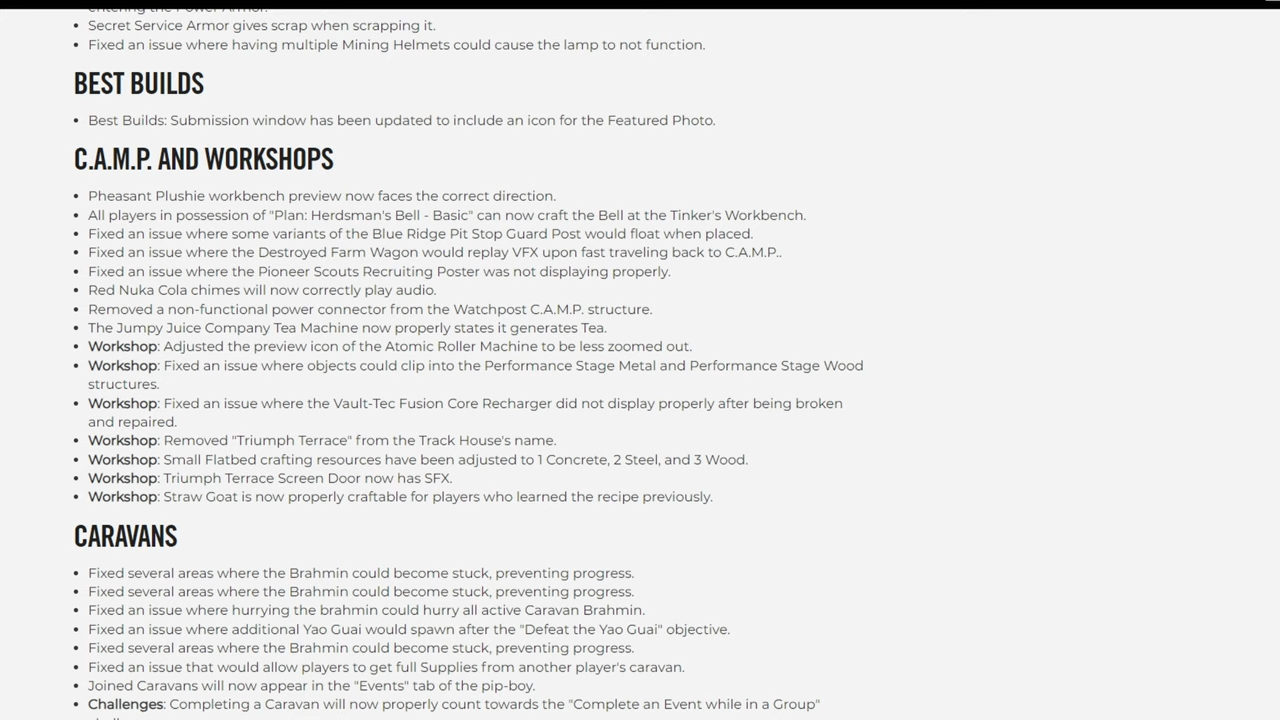 entering the Power Armor.
• Secret Service Armor gives scrap when scrapping it.
• Fixed an issue where having multiple Mining Helmets could cause the lamp to not function.
BEST BUILDS
• Best Builds: Submission window has been updated to include an icon for the Featured Photo.
C.A.M.P. AND WORKSHOPS
• Pheasant Plushie workbench preview now faces the correct direction.
• All players in possession of "Plan: Herdsman's Bell - Basic" can now craft the Bell at the Tinker's Workbench.
• Fixed an issue where some variants of the Blue Ridge Pit Stop Guard Post would float when placed.
• Fixed an issue where the Destroyed Farm Wagon would replay VFX upon fast traveling back to C.A.M.P..
• Fixed an issue where the Pioneer Scouts Recruiting Poster was not displaying properly.
• Red Nuka Cola chimes will now correctly play audio.
• Removed a non-functional power connector from the Watchpost C.A.M.P. structure.
• The Jumpy Juice Company Tea Machine now properly states it generates Tea.
• Workshop: Adjusted the preview icon of the Atomic Roller Machine to be less zoomed out.
• Workshop: Fixed an issue where objects could clip into the Performance Stage Metal and Performance Stage Wood
structures.
• Workshop: Fixed an issue where the Vault-Tec Fusion Core Recharger did not display properly after being broken
and repaired.
• Workshop: Removed "Triumph Terrace" from the Track House's name.
• Workshop: Small Flatbed crafting resources have been adjusted to 1 Concrete, 2 Steel, and 3 Wood.
• Workshop: Triumph Terrace Screen Door now has SFX.
• Workshop: Straw Goat is now properly craftable for players who learned the recipe previously.
CARAVANS
• Fixed several areas where the Brahmin could become stuck, preventing progress.
• Fixed several areas where the Brahmin could become stuck, preventing progress.
• Fixed an issue where hurrying the brahmin could hurry all active Caravan Brahmin.
• Fixed an issue where additional Yao Guai would spawn after the "Defeat the Yao Guai" objective.
• Fixed several areas where the Brahmin could become stuck, preventing progress.
• Fixed an issue that would allow players to get full Supplies from another player's caravan.
• Joined Caravans will now appear in the "Events" tab of the pip-boy.
• Challenges: Completing a Caravan will now properly count towards the "Complete an Event while in a Group"